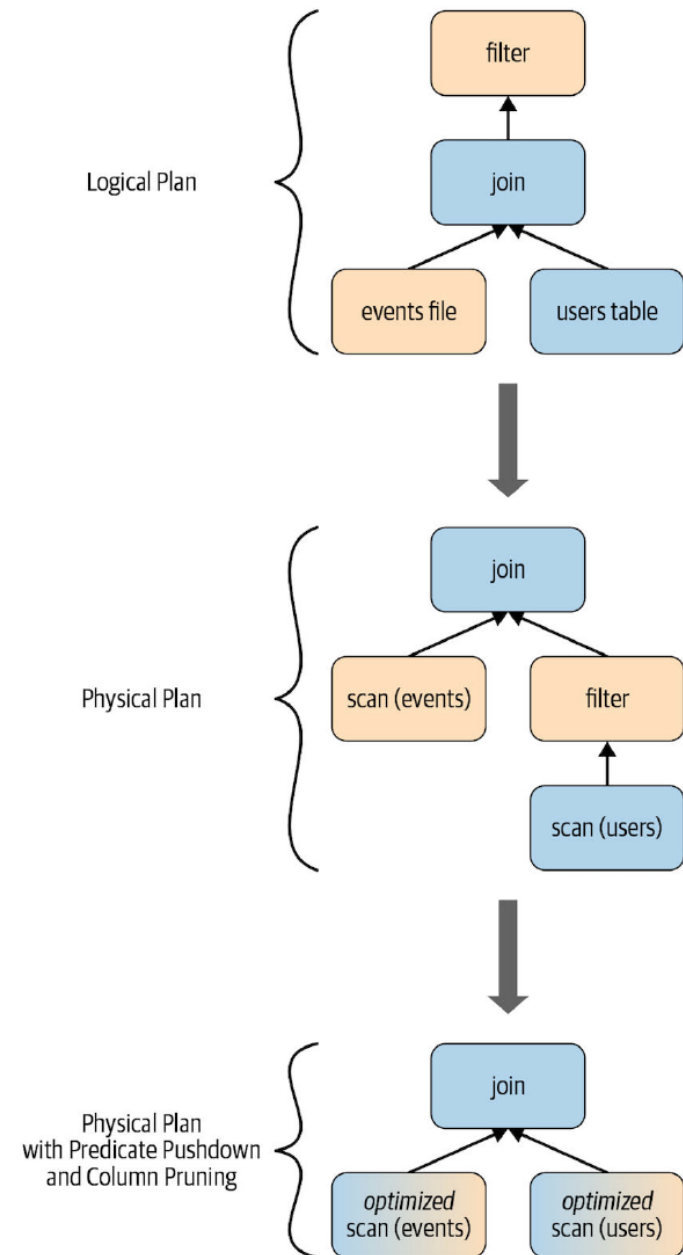 filter
Logical Plan
join
events file
users table
join
Physical Plan
scan (events)
filter
scan (users)
join
Physical Plan
with Predicate Pushdown
and Column Pruning
optimized
scan (events)
optimized
scan (users)